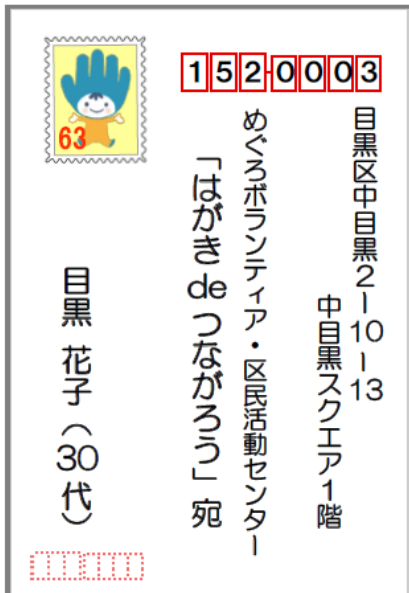 152-0003
目黒区中目黒2-10-13
中目黒スクエア1階
めぐろボランティア・区民活動センター
「はがき de つながろう」宛
63
目黒 花子(30代)